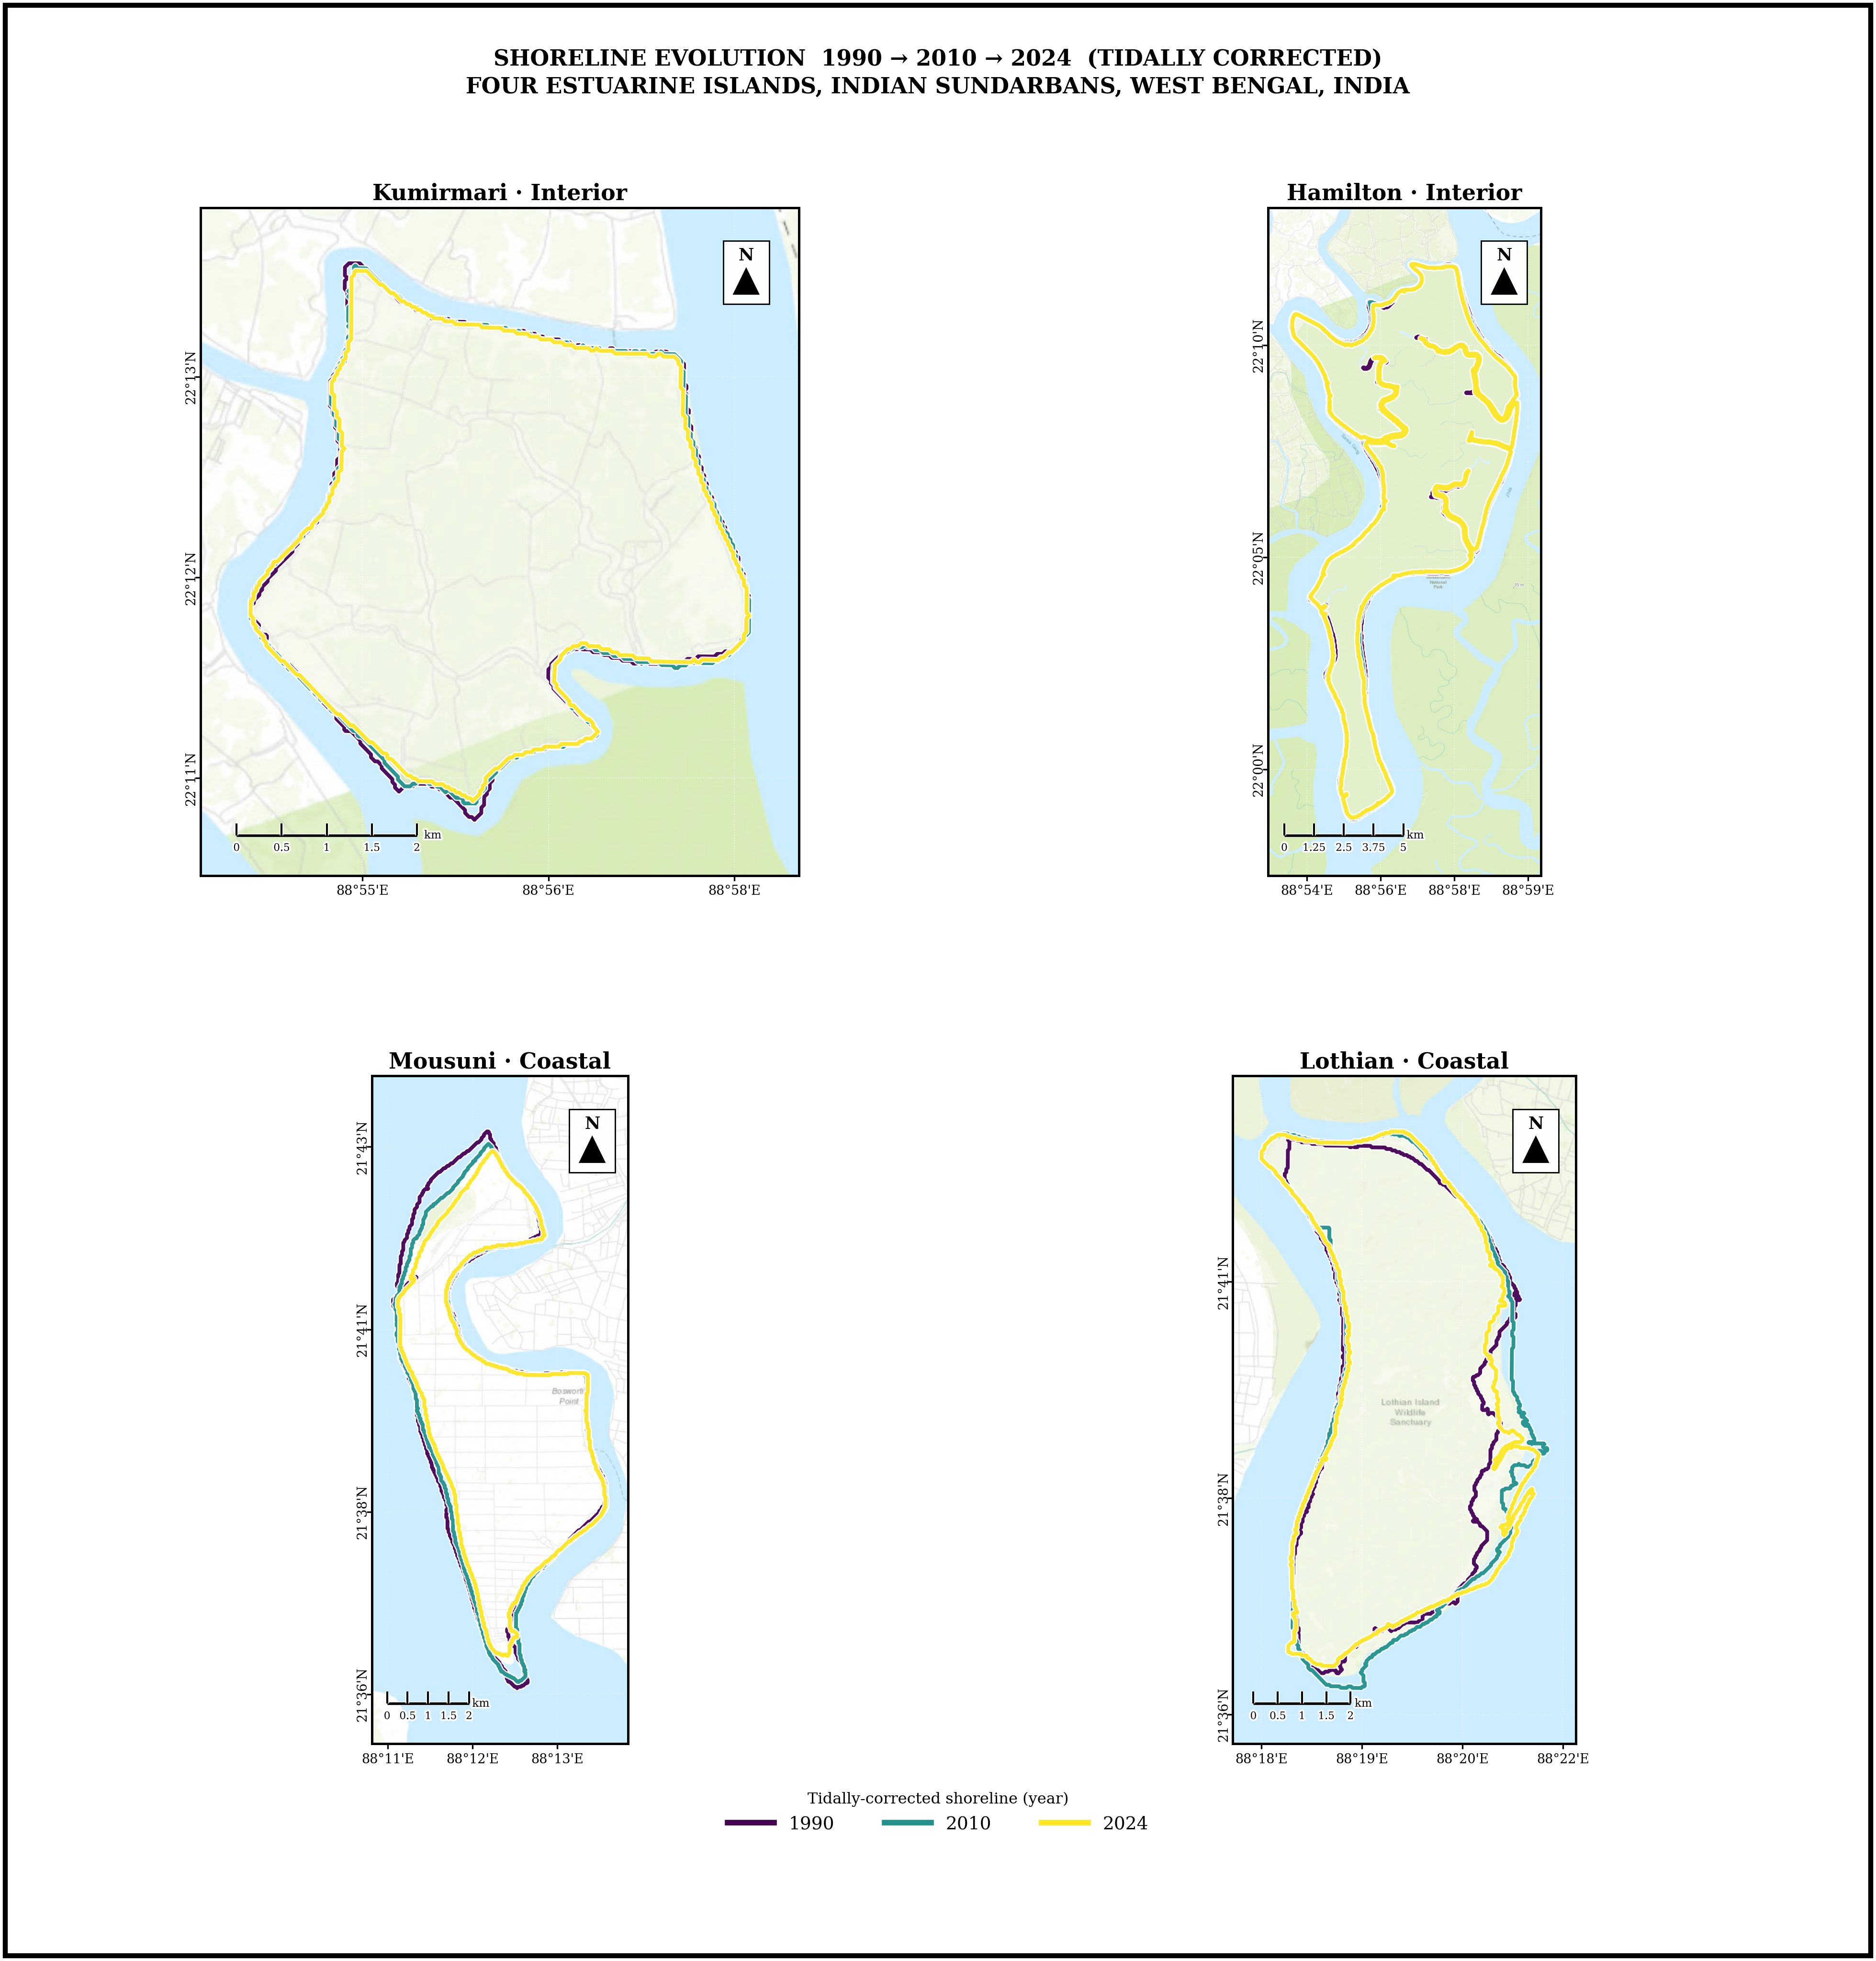 SHORELINE EVOLUTION 1990 → 2010 → 2024 (TIDALLY CORRECTED)
FOUR ESTUARINE ISLANDS, INDIAN SUNDARBANS, WEST BENGAL, INDIA
Kumirmari · Interior
N
22°13'N
22°12'N
22°11'N
0 0.5 1 1.5 2 km
88°55'E 88°56'E 88°58'E
Hamilton · Interior
N
22°10'N
22°05'N
22°00'N
National
Park
0 1.25 2.5 3.75 5 km
88°54'E 88°56'E 88°58'E 88°59'E
Mousuni · Coastal
N
21°43'N
21°41'N
21°38'N
21°36'N
Point
0 0.5 1 1.5 2 km
88°11'E 88°12'E 88°13'E
Lothian · Coastal
N
21°41'N
21°38'N
21°36'N
Lothian Island
Wildlife
Sanctuary
0 0.5 1 1.5 2 km
88°18'E 88°19'E 88°20'E 88°22'E
Tidally-corrected shoreline (year)
1990 2010 2024